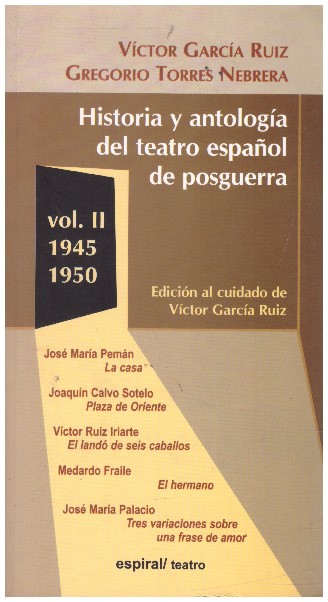 VÍCTOR GARCÍA RUIZ
GREGORIO TORRES NEBRERA
Historia y antología
del teatro español
de posguerra
vol. II
1945
1950
Edición al cuidado de
Víctor García Ruiz
José María Pemán
La casa
Joaquín Calvo Sotelo
Plaza de Oriente
Víctor Ruiz Iriarte
El landó de seis caballos
Medardo Fraile
El hermano
José María Palacio
Tres variaciones sobre
una frase de amor
espiral/ teatro